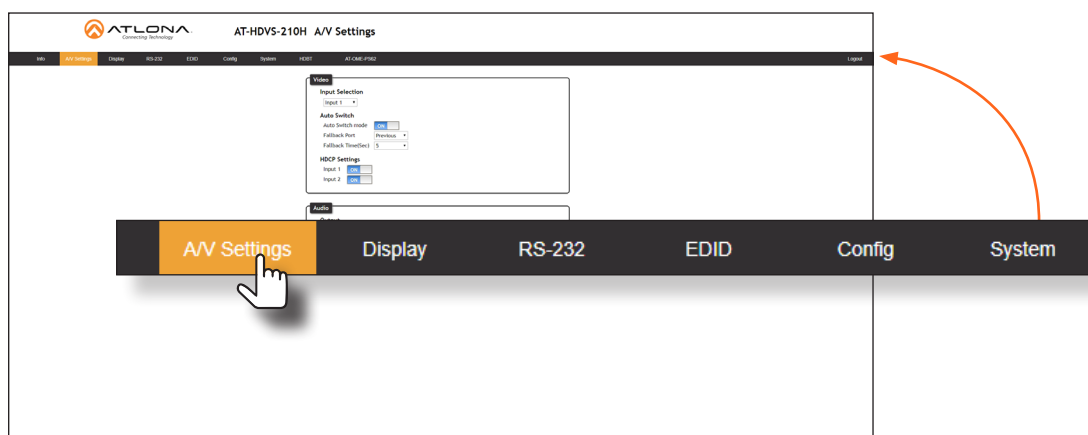 ATLONA
Connecting Technology
AT-HDVS-210H A/V Settings
Info A/V Settings Display RS-232 EDID Config System HDBT AT-OME-PS62 Logout
Video
Input Selection
Input 1
Auto Switch
Auto Switch mode ON
Fallback Port Previous
Fallback Time(Sec) 5
HDCP Settings
Input 1 ON
Input 2 ON
Audio
A/V Settings Display RS-232 EDID Config System